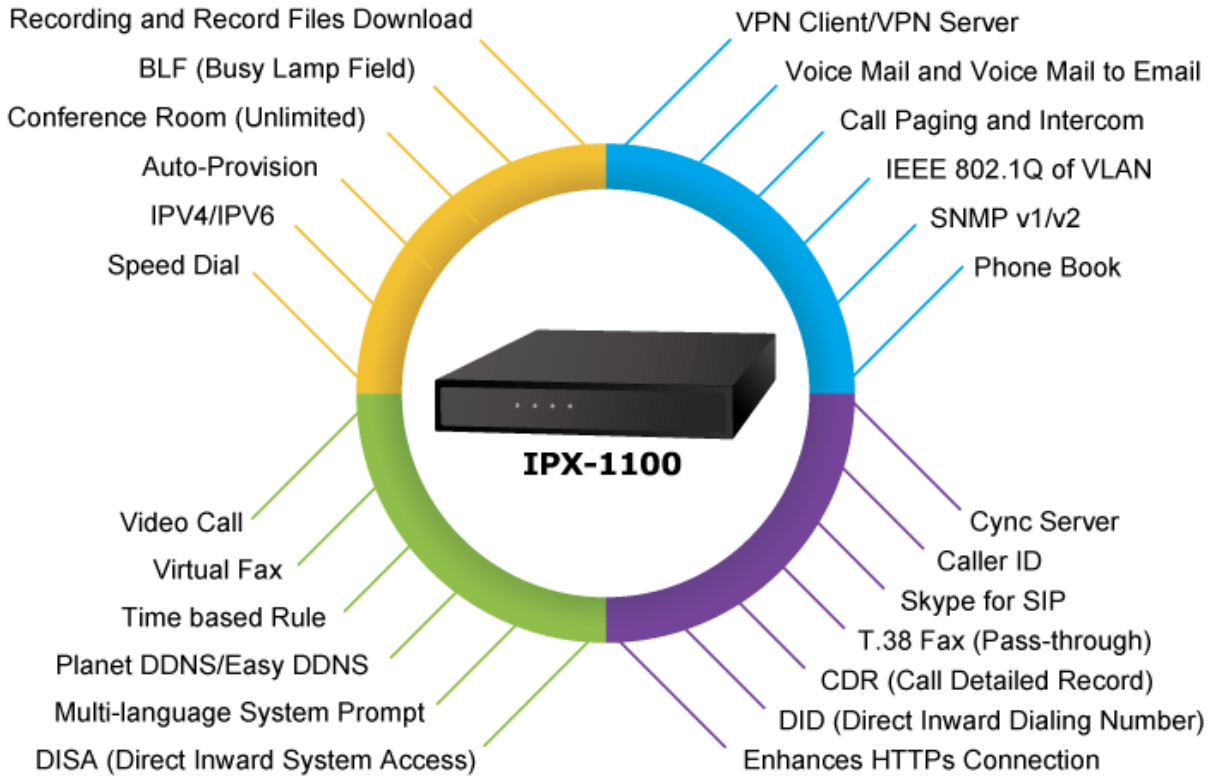 Recording and Record Files Download
BLF (Busy Lamp Field)
Conference Room (Unlimited)
Auto-Provision
IPV4/IPV6
Speed Dial
VPN Client/VPN Server
Voice Mail and Voice Mail to Email
Call Paging and Intercom
IEEE 802.1Q of VLAN
SNMP v1/v2
Phone Book
IPX-1100
Video Call
Virtual Fax
Time based Rule
Planet DDNS/Easy DDNS
Multi-language System Prompt
DISA (Direct Inward System Access)
Cync Server
Caller ID
Skype for SIP
T.38 Fax (Pass-through)
CDR (Call Detailed Record)
DID (Direct Inward Dialing Number)
Enhances HTTPs Connection